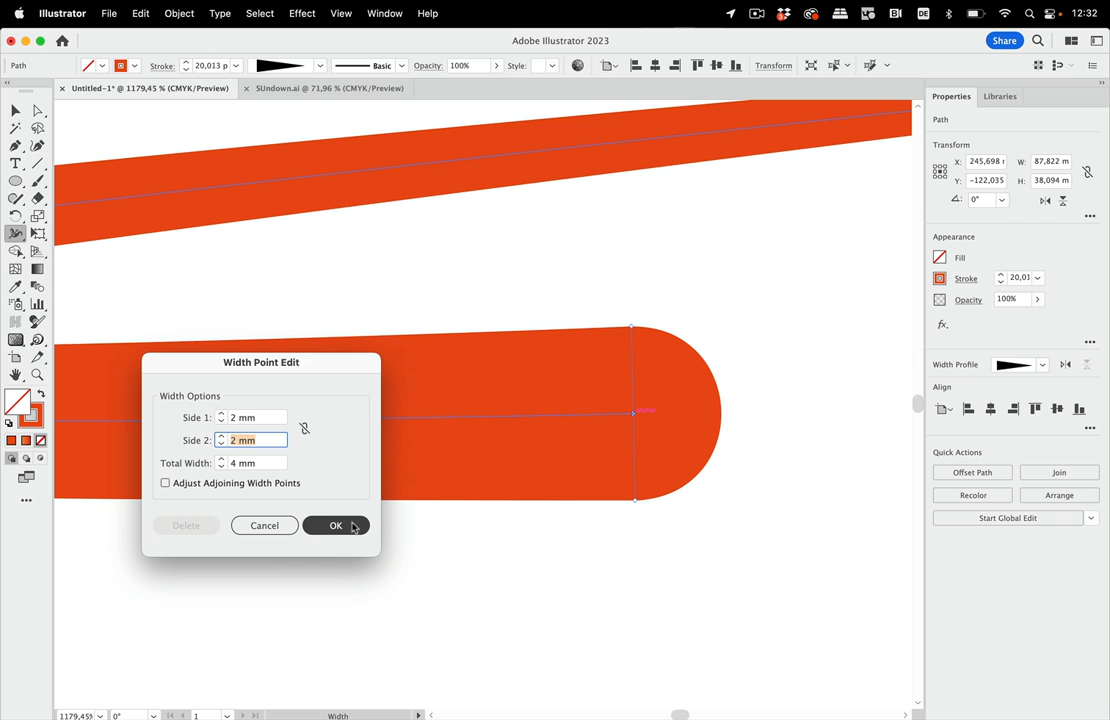 Illustrator File Edit Object Type Select Effect View Window Help 3 DE 12:32
Adobe Illustrator 2023 Share
Path Stroke: 20,013 p Basic Opacity: 100% Style: Transform
Untitled-1* @ 1179,45 % (CMYK/Preview) SUndown.ai @ 71,96 % (CMYK/Preview)
Properties Libraries
Path
Transform
X: 245,698 W: 87,822 m
Y: -122,035 H: 38,094 m
0°
Appearance
Fill
Stroke 20,01
Opacity 100%
fx.
Width Profile
Align
Quick Actions
Offset Path Join
Recolor Arrange
Start Global Edit
anchor
Width Point Edit
Width Options
Side 1: 2 mm
Side 2: 2 mm
Total Width: 4 mm
Adjust Adjoining Width Points
Delete Cancel OK
1179,45% 0° 1 Width